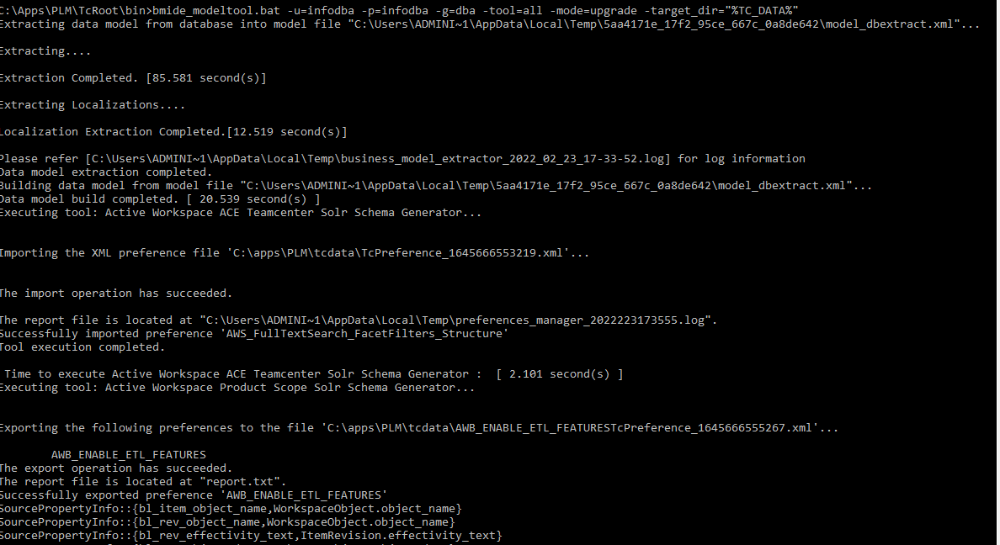 C:\Apps\PLM\TcRoot\bin>bmide_modeltool.bat -u=infodba -p=infodba -g=dba -tool=all -mode=upgrade -target_dir="%TC_DATA%"
Extracting data model from database into model file "C:\Users\ADMINI~1\AppData\Local\Temp\5aa4171e_17f2_95ce_667c_0a8de642\model_dbextract.xml"...
Extracting....
Extraction Completed. [85.581 second(s)]
Extracting Localizations....
Localization Extraction Completed.[12.519 second(s)]
Please refer [C:\Users\ADMINI~1\AppData\Local\Temp\business_model_extractor_2022_02_23_17-33-52.log] for log information
Data model extraction completed.
Building data model from model file "C:\Users\ADMINI~1\AppData\Local\Temp\5aa4171e_17f2_95ce_667c_0a8de642\model_dbextract.xml"...
Data model build completed. [ 20.539 second(s) ]
Executing tool: Active Workspace ACE Teamcenter Solr Schema Generator...
Importing the XML preference file 'C:\apps\PLM\tcdata\TcPreference_1645666553219.xml'...
The import operation has succeeded.
The report file is located at "C:\Users\ADMINI~1\AppData\Local\Temp\preferences_manager_2022223173555.log".
Successfully imported preference 'AWS_FullTextSearch_FacetFilters_Structure'
Tool execution completed.
Time to execute Active Workspace ACE Teamcenter Solr Schema Generator :  [ 2.101 second(s) ]
Executing tool: Active Workspace Product Scope Solr Schema Generator...
Exporting the following preferences to the file 'C:\apps\PLM\tcdata\AWB_ENABLE_ETL_FEATURESTcPreference_1645666555267.xml'...
AWB_ENABLE_ETL_FEATURES
The export operation has succeeded.
The report file is located at "report.txt".
Successfully exported preference 'AWB_ENABLE_ETL_FEATURES'
SourcePropertyInfo::{bl_item_object_name,WorkspaceObject.object_name}
SourcePropertyInfo::{bl_rev_object_name,WorkspaceObject.object_name}
SourcePropertyInfo::{bl_rev_effectivity_text,ItemRevision.effectivity_text}